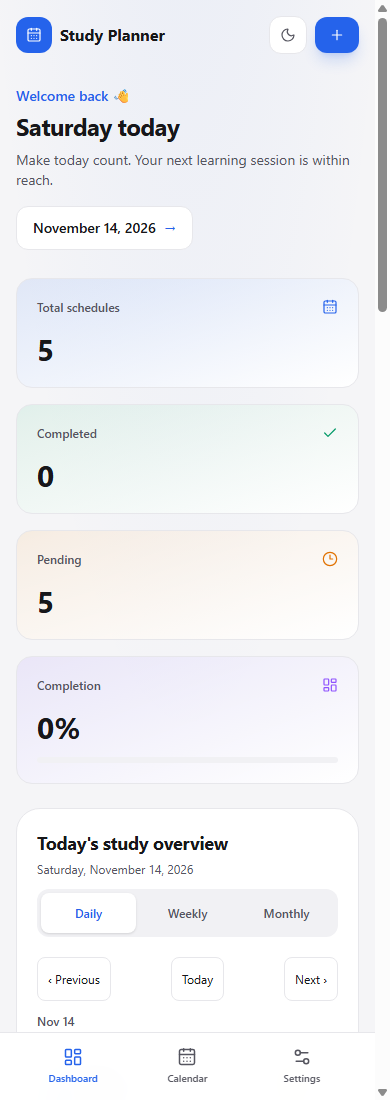 Study Planner
Welcome back 👋
Saturday today
Make today count. Your next learning session is within
reach.
November 14, 2026 →
Total schedules
5
Completed
0
Pending
5
Completion
0%
Today's study overview
Saturday, November 14, 2026
Daily Weekly Monthly
‹ Previous Today Next ›
Nov 14
Dashboard Calendar Settings